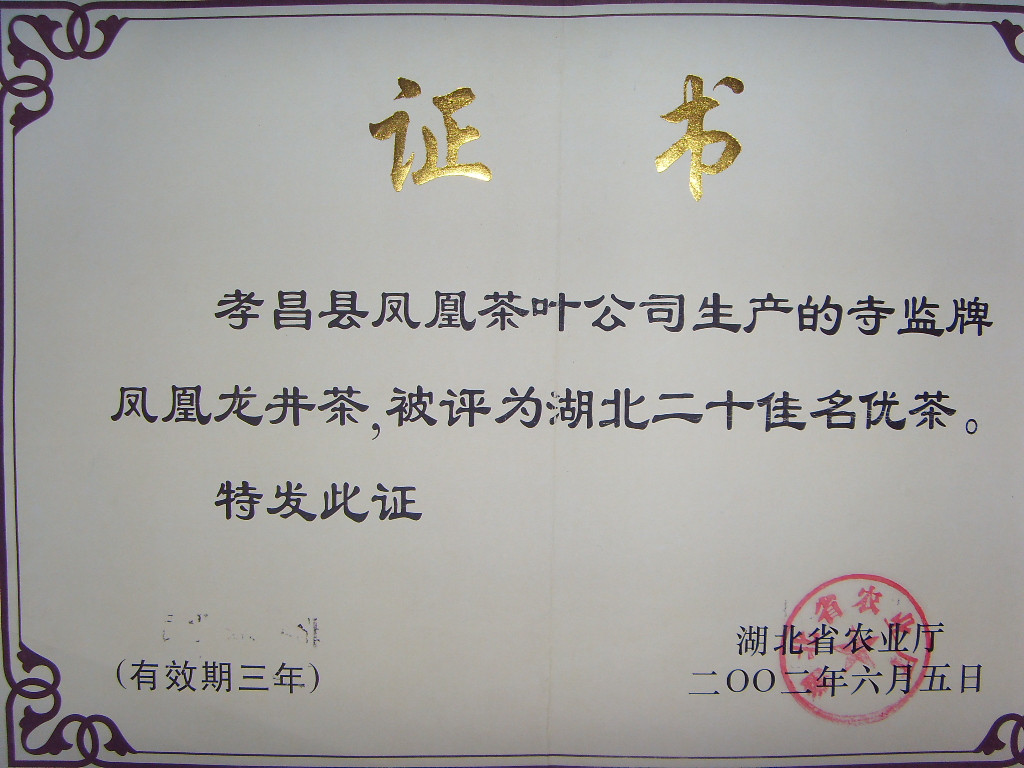 证 书
孝昌县凤凰茶叶公司生产的寺监牌
凤凰龙井茶,被评为湖北二十佳名优茶。
特发此证
(有效期三年)
湖北省农业厅
二〇〇二年六月五日